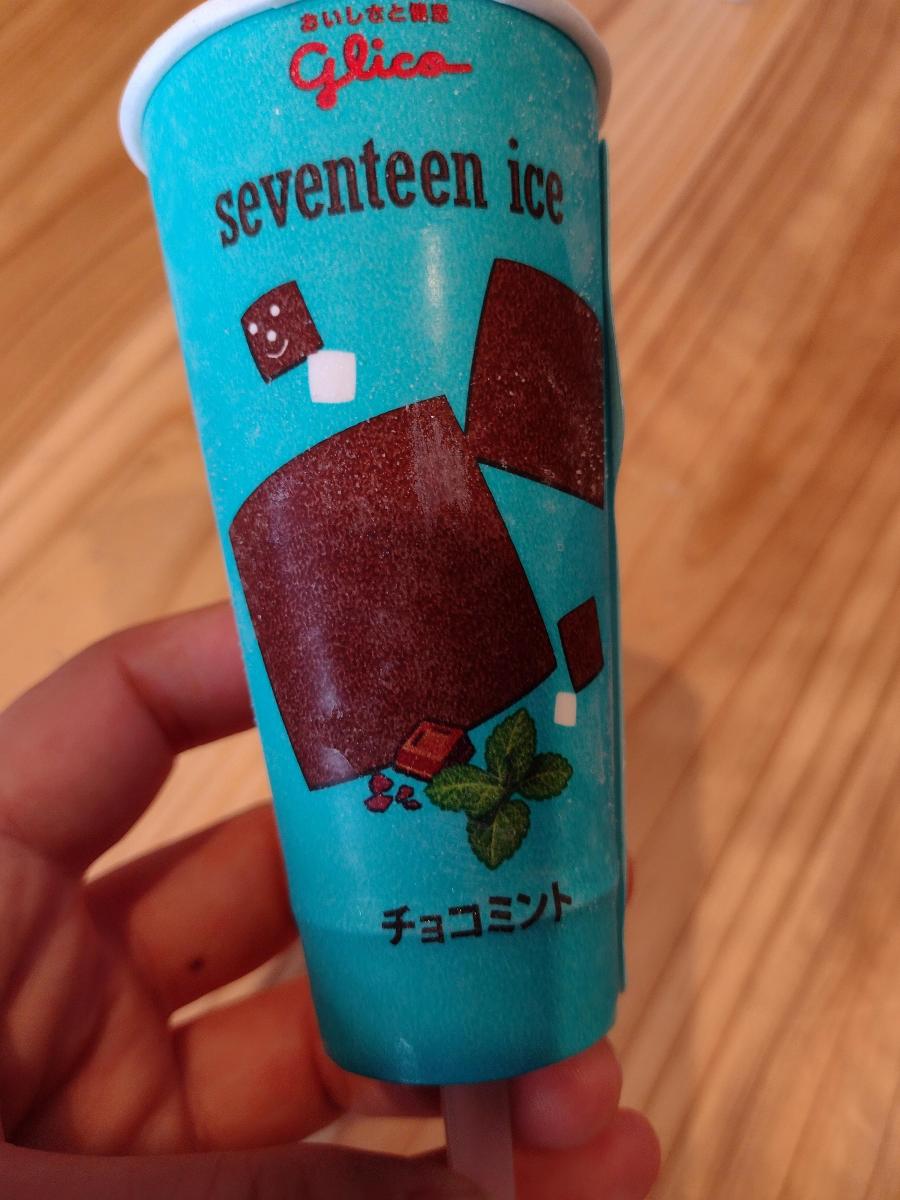 おいしさと健康
Glico
seventeen ice
チョコミント